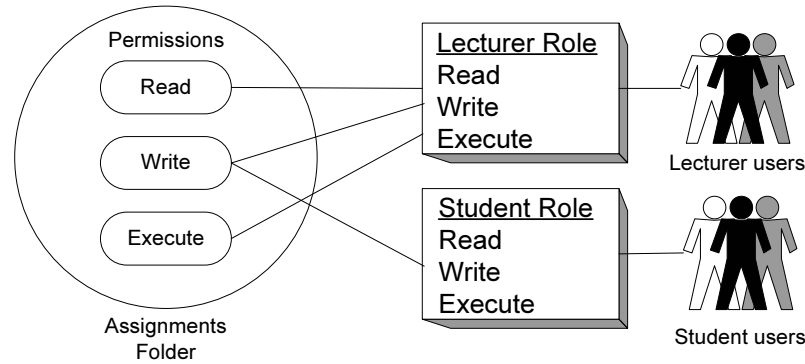 Permissions
Read
Write
Execute
Assignments
Folder
Lecturer Role
Read
Write
Execute
Lecturer users
Student Role
Read
Write
Execute
Student users